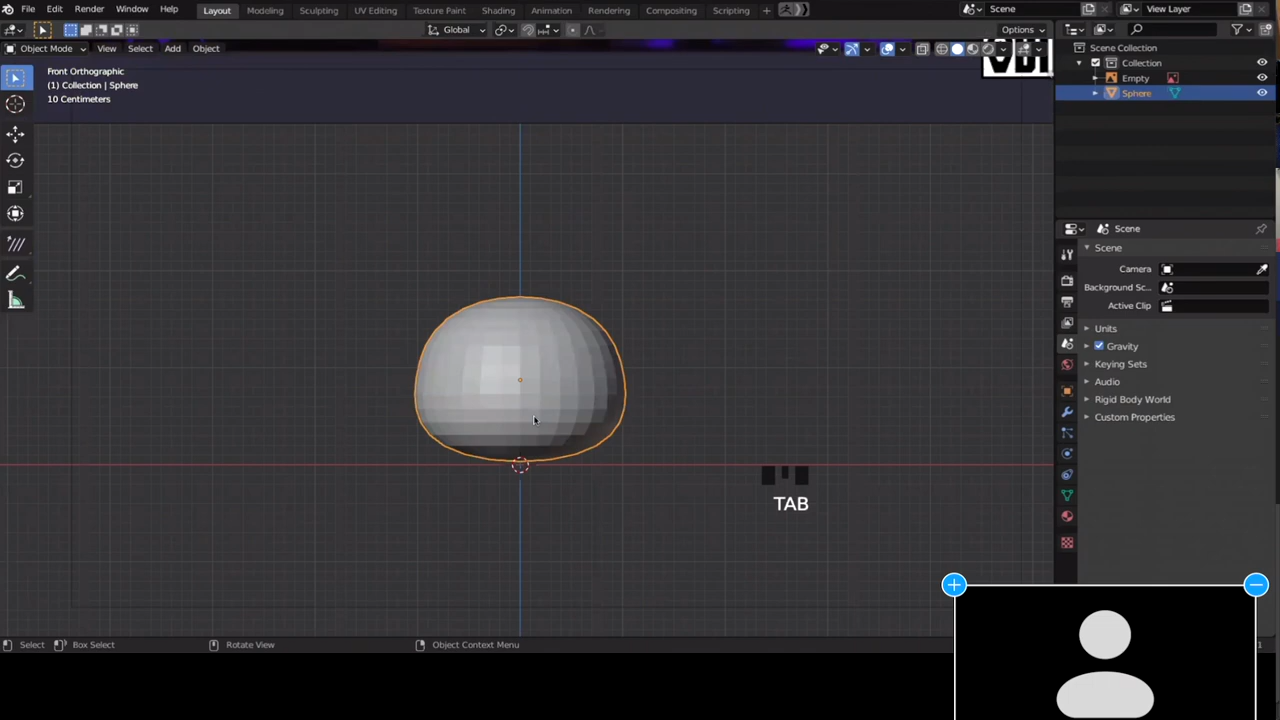 File Edit Render Window Help Layout Modeling Sculpting UV Editing Texture Paint Shading Animation Rendering Compositing Scripting + Scene View Layer
Global Options
Object Mode View Select Add Object
Scene Collection
Collection
Empty
Sphere
Front Orthographic
(1) Collection | Sphere
10 Centimeters
Scene
Scene
Camera
Background Sc...
Active Clip
Units
Gravity
Keying Sets
Audio
Rigid Body World
Custom Properties
TAB
Select Box Select Rotate View Object Context Menu